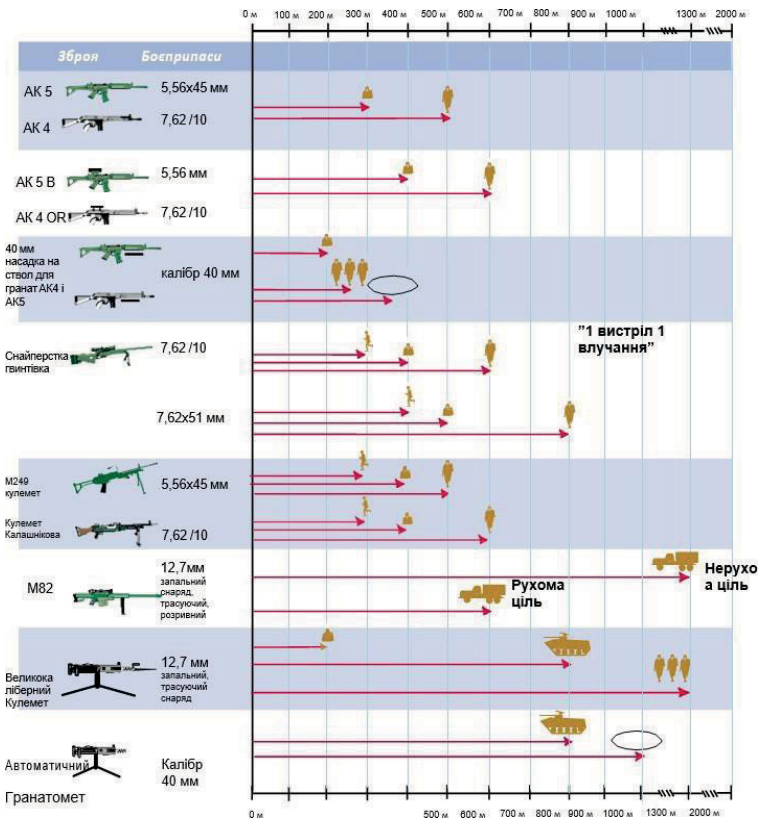 0 м 100 м 200 м 300 м 400 м 500 м 600 м 700 м 800 м 900 м 1000 м 1300 м 2000 м
Зброя Боєприпаси
АК 5 5,56х45 мм
АК 4 7,62 /10
АК 5 В 5,56 мм
АК 4 OR 7,62 /10
40 мм
насадка на
ствол для
гранат АК4 і
АК5
калібр 40 мм
Снайперстка
гвинтівка
7,62 /10
"1 вистріл 1
влучання”
7,62х51 мм
М249
кулемет
5,56х45 мм
Кулемет
Калашнікова
7,62 /10
М82
12,7мм
запальний
снаряд,
трасуючий,
розривний
Рухома
ціль
Нерухо
а ціль
Великока
ліберний
Кулемет
12,7 мм
запальний,
трасуючий
снаряд
Автоматичний
Гранатомет
Калібр
40 мм
0 м 500 м 600 м 700 м 800 м 900 м 1000 м 1300 м 2000 м